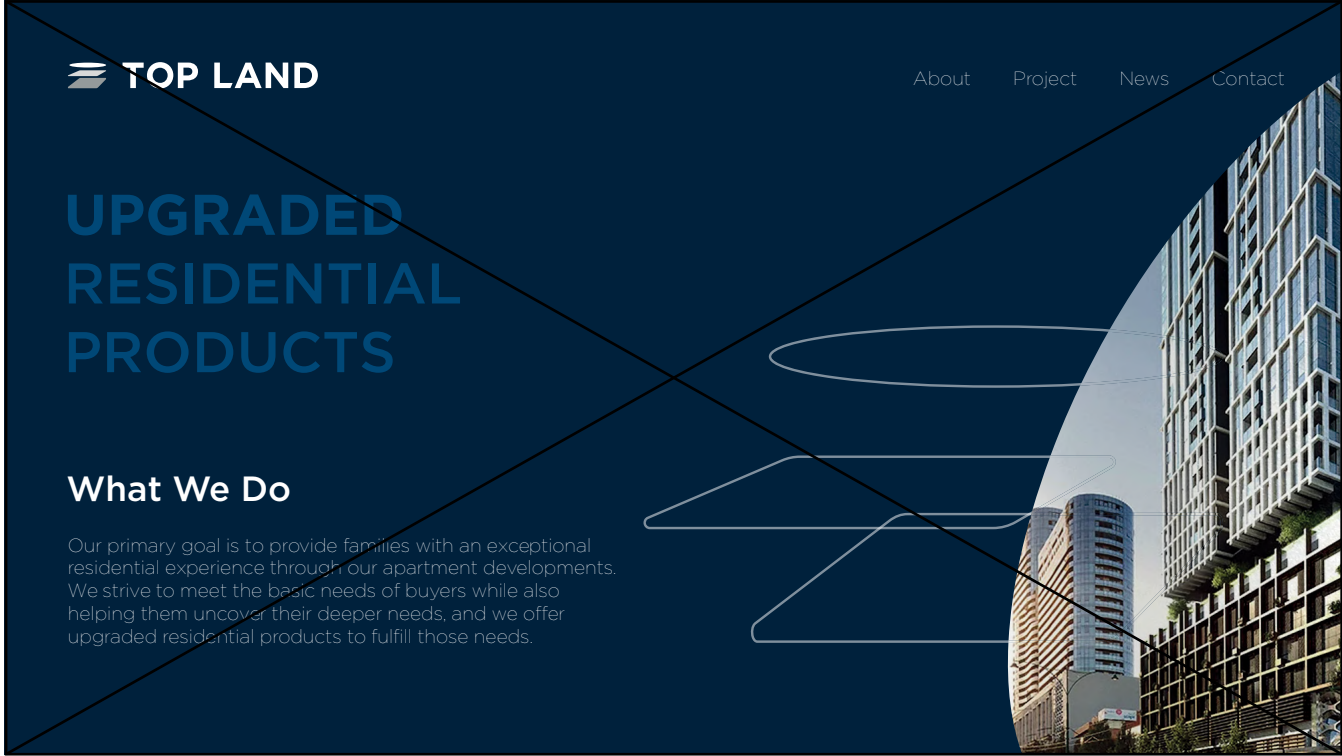 TOP LAND
About Project News Contact
UPGRADED
RESIDENTIAL
PRODUCTS
What We Do
Our primary goal is to provide families with an exceptional
residential experience through our apartment developments.
We strive to meet the basic needs of buyers while also
helping them uncover their deeper needs, and we offer
upgraded residential products to fulfill those needs.